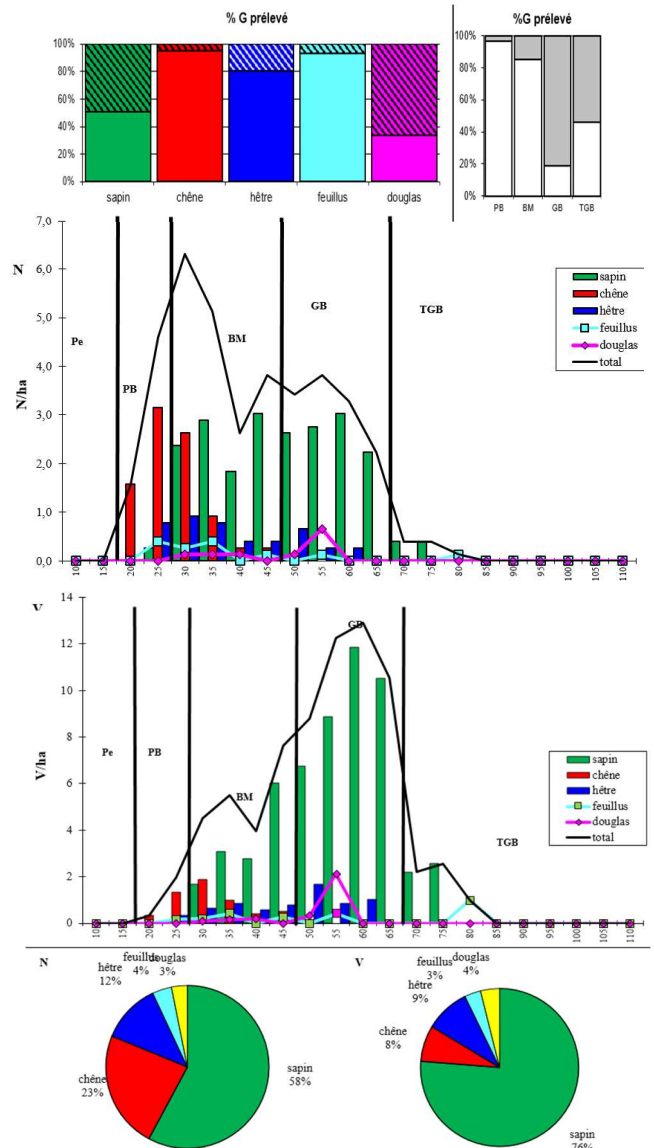 % G prélevé
100%
80%
60%
40%
20%
0%
sapin chêne hêtre feuillus douglas
%G prélevé
100%
80%
60%
40%
20%
0%
PB BM GB TGB
7,0
6,0
5,0
4,0
3,0
2,0
1,0
0,0
N
N/ha
Pe
PB
BM
GB
TGB
sapin
chêne
hêtre
feuillus
douglas
total
10 15 20 25 30 35 40 45 50 55 60 65 70 75 80 85 90 95 100 105 110
V
14
12
10
8
6
4
2
0
V/ha
Pe
PB
BM
GB
TGB
sapin
chêne
hêtre
feuillus
douglas
total
10 15 20 25 30 35 40 45 50 55 60 65 70 75 80 85 90 95 100 105 110
N
feuillus
4%
douglas
3%
hêtre
12%
chêne
23%
sapin
58%
V
feuillus
3%
douglas
4%
hêtre
9%
chêne
8%
sapin
76%